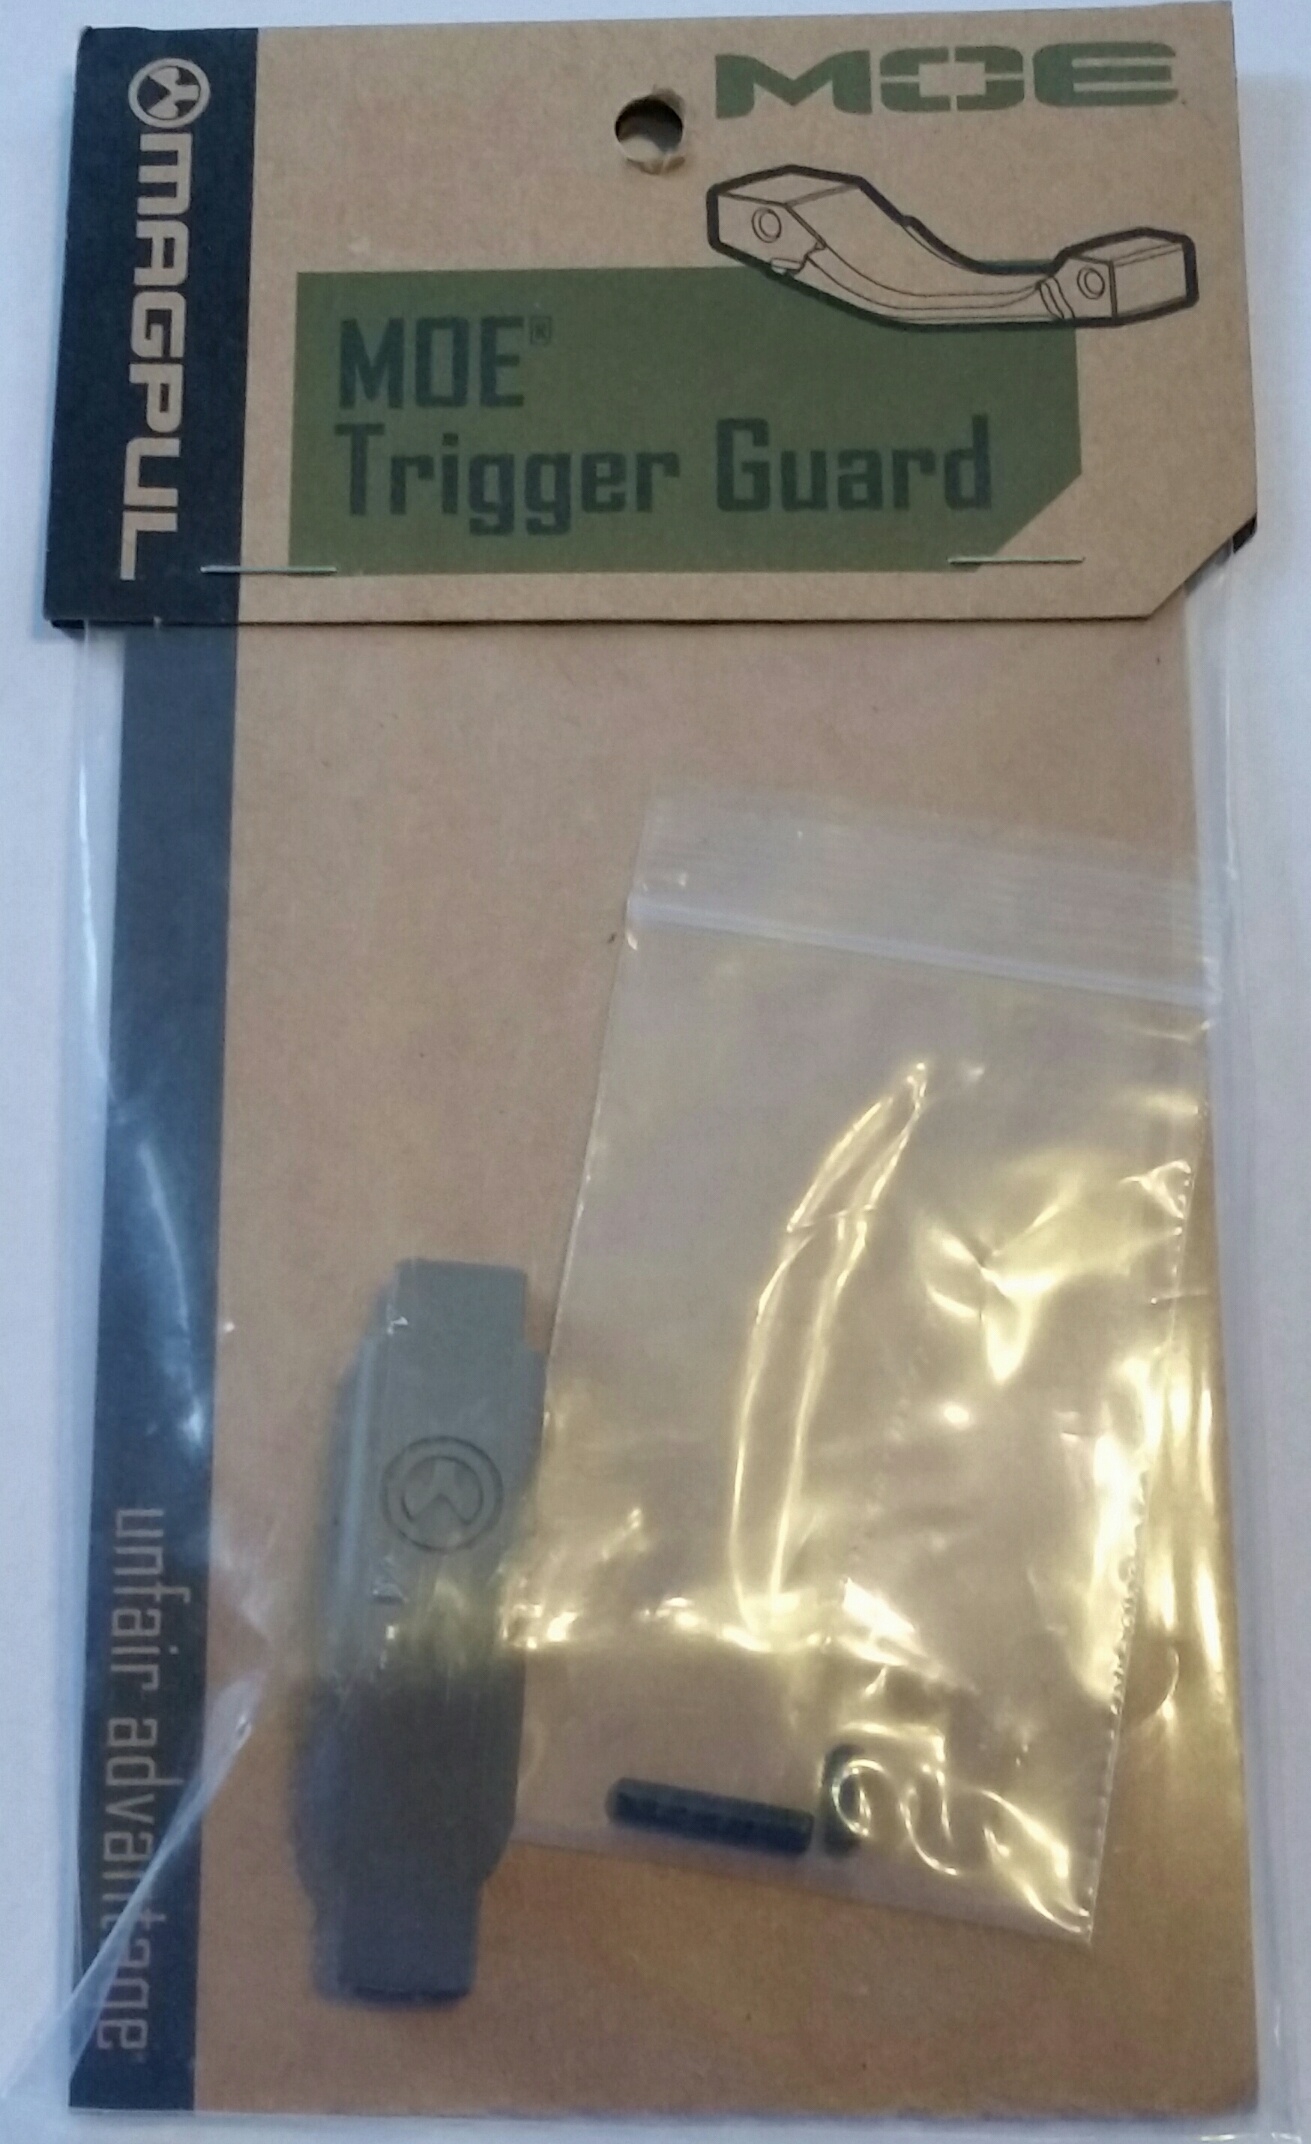 MOE
MAGPUL
MOE®
Trigger Guard
unfair advantage